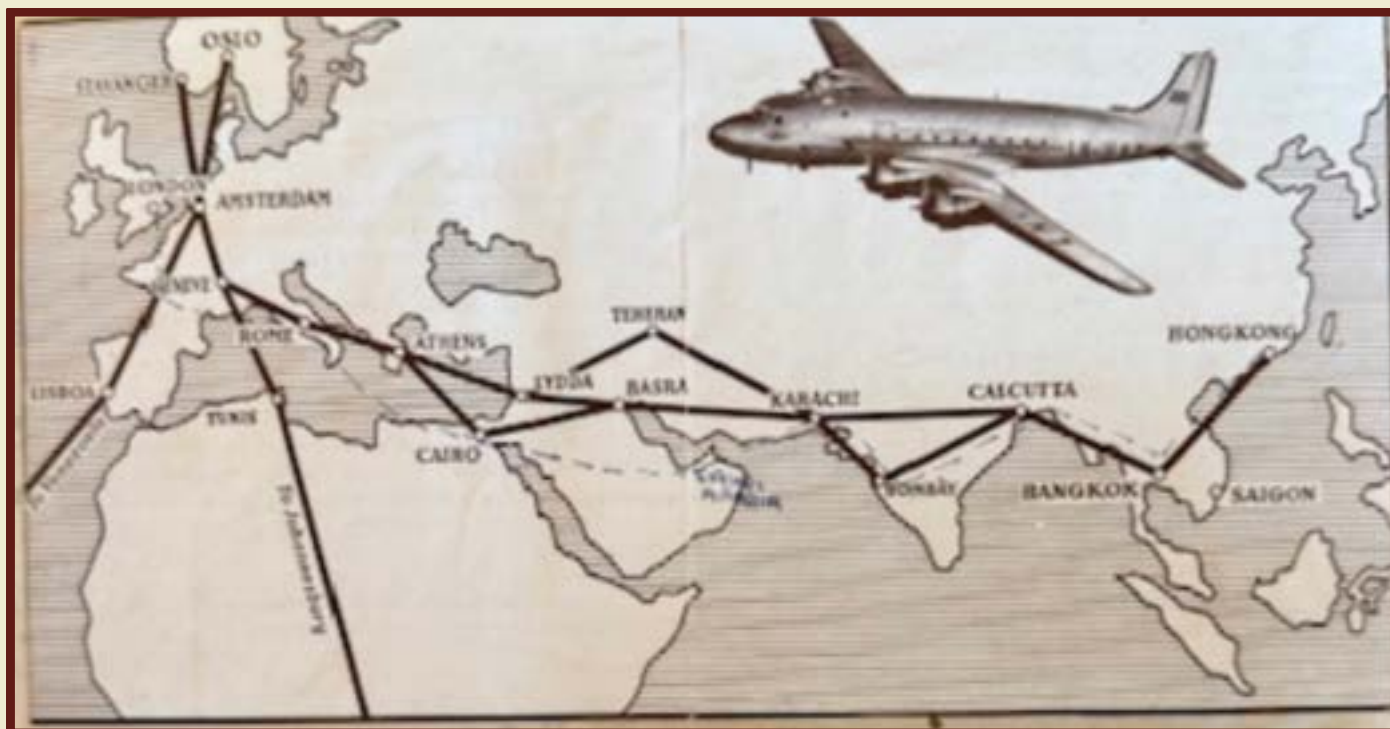 OSLO
STAVANGER
LONDON
AMSTERDAM
GENEVE
ROME
ATHENS
TEHERAN
HONGKONG
LISBOA
TUNIS
LYDDA
BASRA
KARACHI
CALCUTTA
CAIRO
BOMBAY
BANGKOK
SAIGON
To Johannesburg